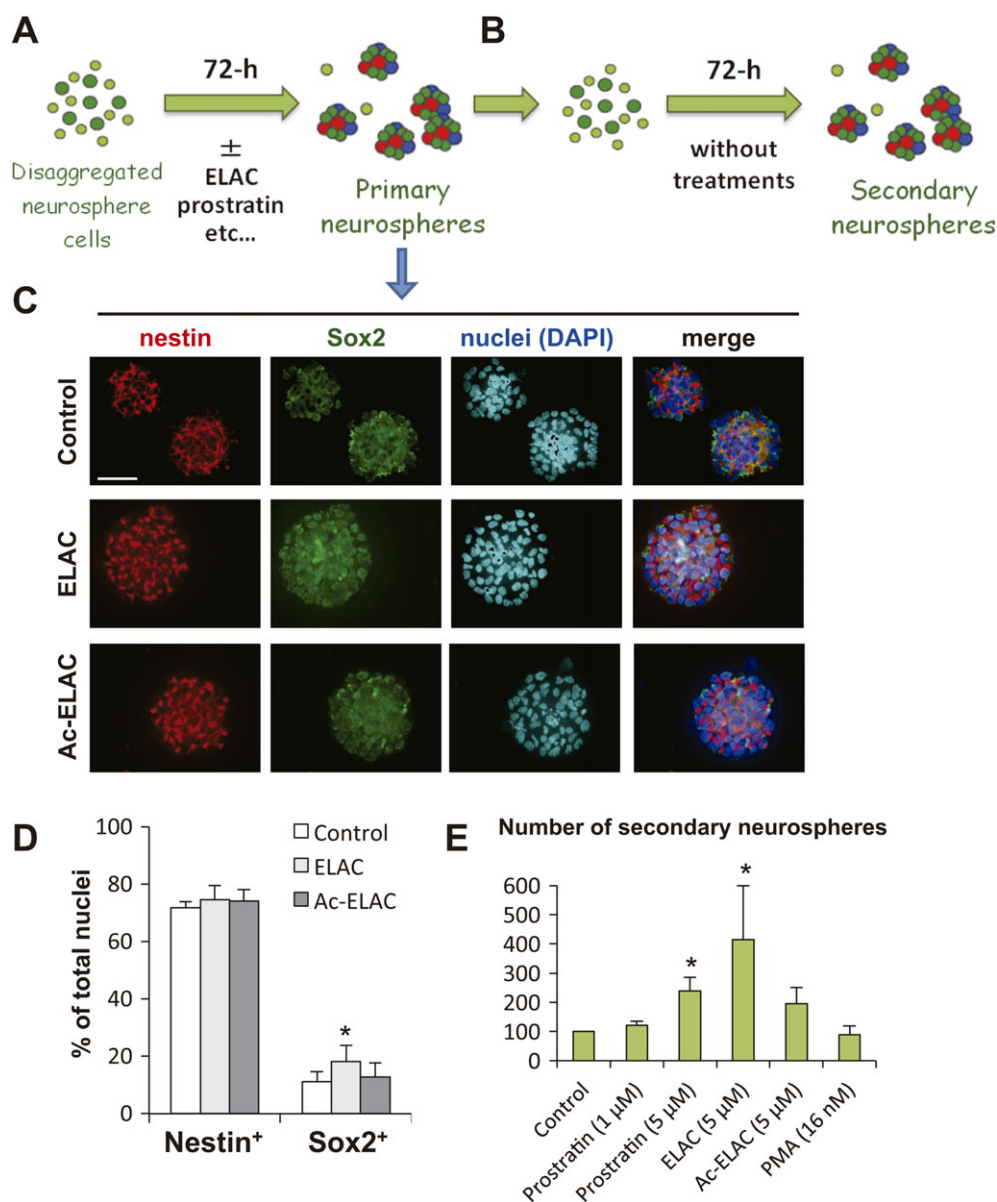 A
72-h
±
ELAC
prostratin
etc...
Disaggregated
neurosphere
cells
Primary
neurospheres
B
72-h
without
treatments
Secondary
neurospheres
C
nestin
Sox2
nuclei (DAPI)
merge
Control
ELAC
Ac-ELAC
D
% of total nuclei
100
80
60
40
20
0
Control
ELAC
Ac-ELAC
*
Nestin⁺
Sox2⁺
E
Number of secondary neurospheres
600
500
400
300
200
100
0
*
*
Control
Prostratin (1 µM)
Prostratin (5 µM)
ELAC (5 µM)
Ac-ELAC (5 µM)
PMA (16 nM)